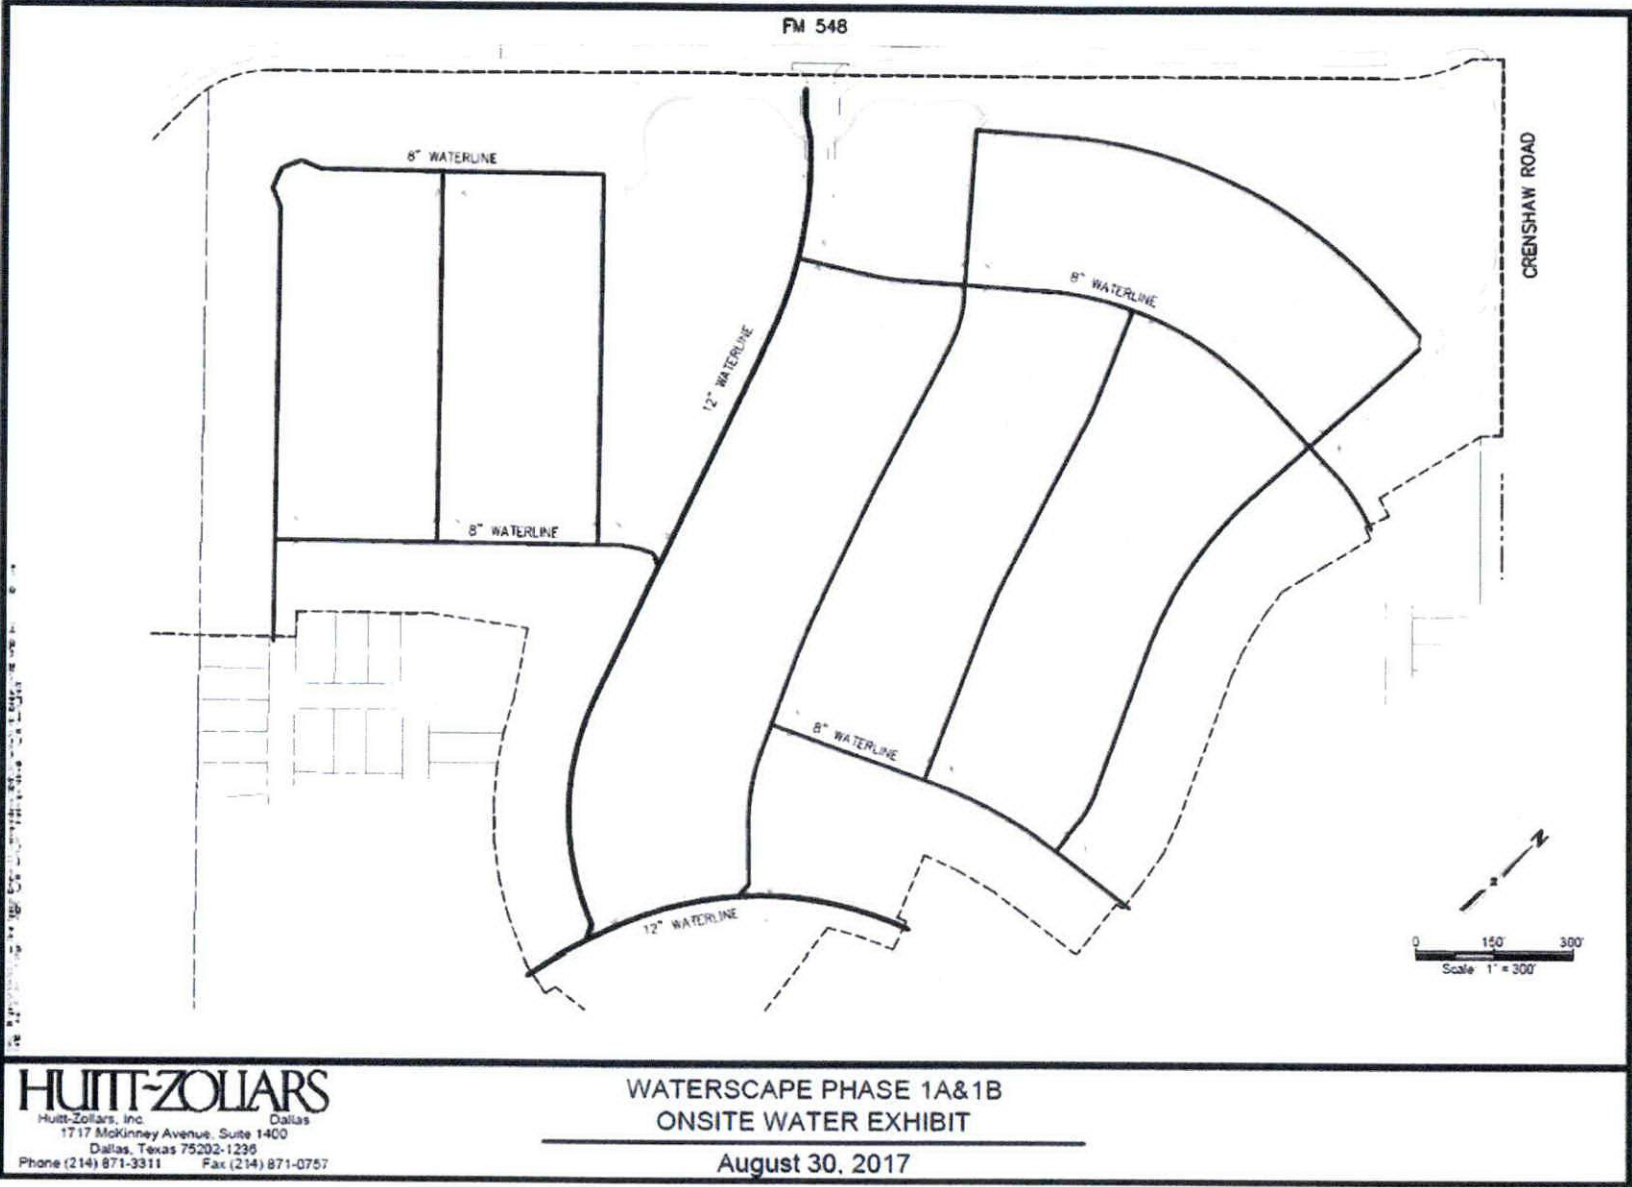 FM 548
CRENSHAW ROAD
8" WATERLINE
8" WATERLINE
12" WATERLINE
8" WATERLINE
8" WATERLINE
12" WATERLINE
N
0 150' 300'
Scale 1" = 300'
HUITT-ZOLLARS
Huitt-Zollars, Inc. Dallas
1717 McKinney Avenue, Suite 1400
Dallas, Texas 75202-1236
Phone (214) 871-3311 Fax (214) 871-0757
WATERSCAPE PHASE 1A&1B
ONSITE WATER EXHIBIT
August 30, 2017